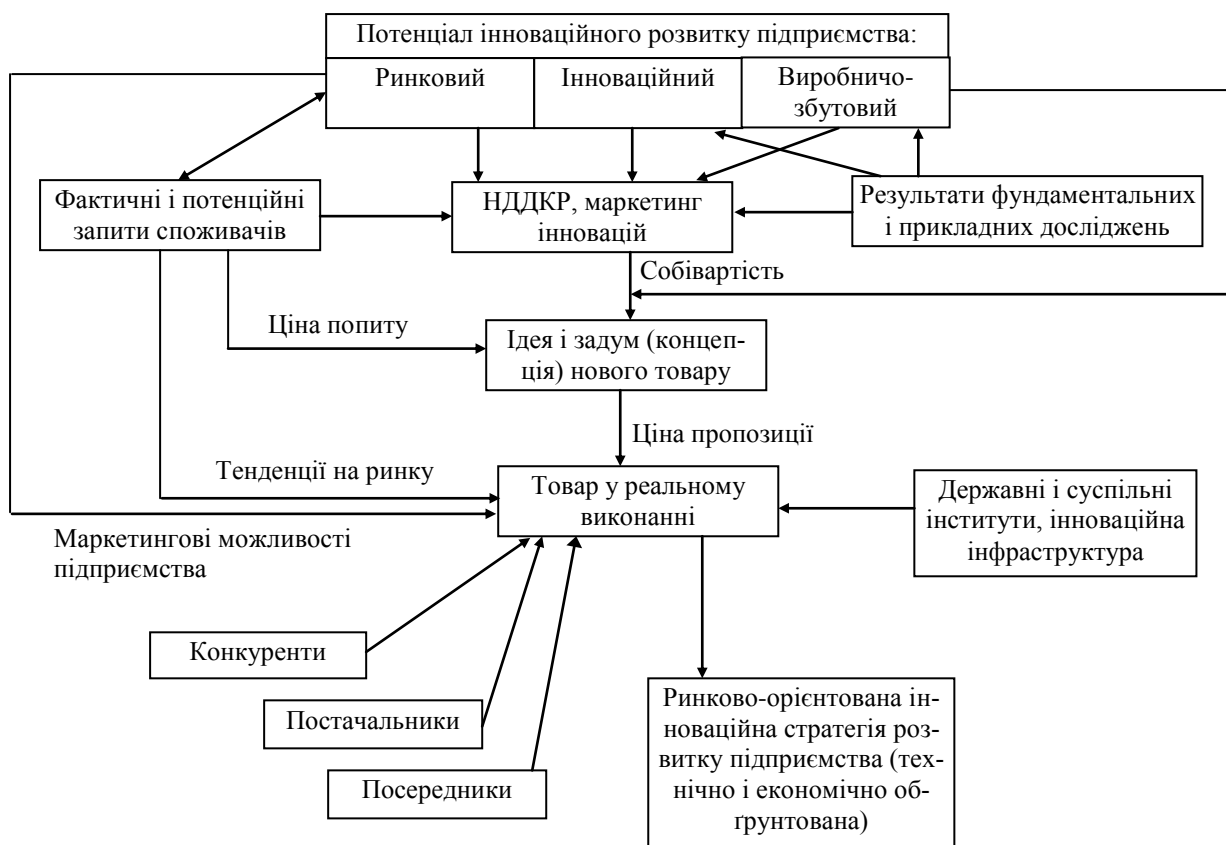 Потенціал інноваційного розвитку підприємства:
Ринковий
Інноваційний
Виробничо-
збутовий
Фактичні і потенційні
запити споживачів
НДДКР, маркетинг
інновацій
Результати фундаментальних
і прикладних досліджень
Собівартість
Ціна попиту
Ідея і задум (концеп-
ція) нового товару
Ціна пропозиції
Тенденції на ринку
Товар у реальному
виконанні
Державні і суспільні
інститути, інноваційна
інфраструктура
Маркетингові можливості
підприємства
Конкуренти
Постачальники
Посередники
Ринково-орієнтована ін-
новаційна стратегія роз-
витку підприємства (тех-
нічно і економічно об-
ґрунтована)